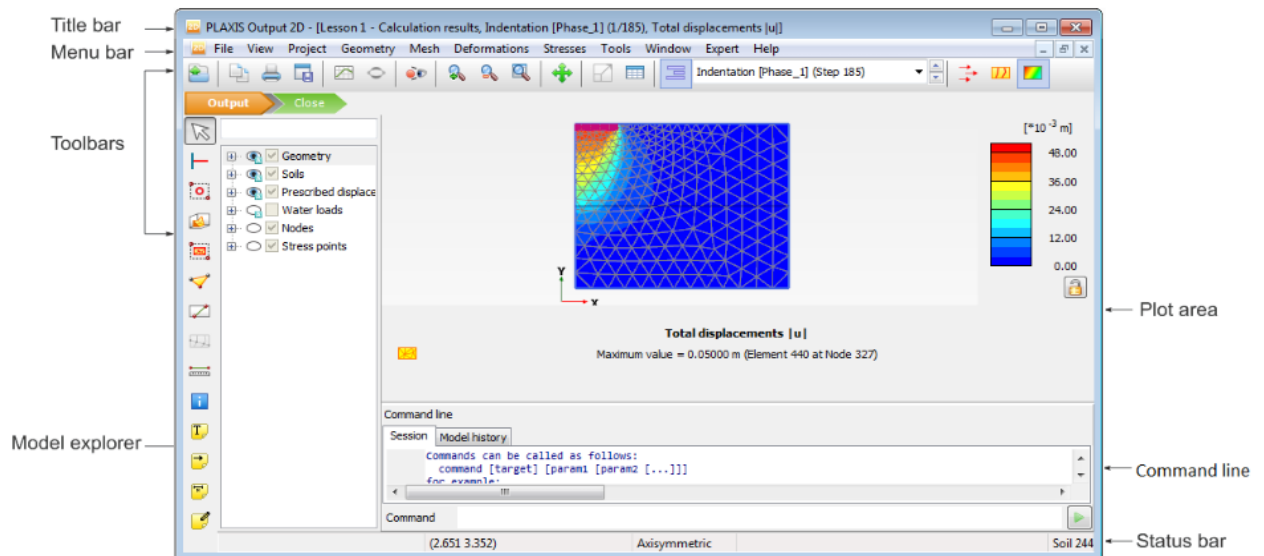 Title bar
PLAXIS Output 2D - [Lesson 1 - Calculation results, Indentation [Phase_1] (1/185), Total displacements |u|]
Menu bar
File View Project Geometry Mesh Deformations Stresses Tools Window Expert Help
Indentation [Phase_1] (Step 185)
Output Close
Toolbars
Geometry
Soils
Prescribed displace
Water loads
Nodes
Stress points
[*10-3 m]
48.00
36.00
24.00
12.00
0.00
Y
x
Plot area
Total displacements |u|
Maximum value = 0.05000 m (Element 440 at Node 327)
Model explorer
Command line
Session Model history
Commands can be called as follows:
command [target] [param1 [param2 [...]]]
for example:
Command line
Command
(2.651 3.352) Axisymmetric Soil 244
Status bar